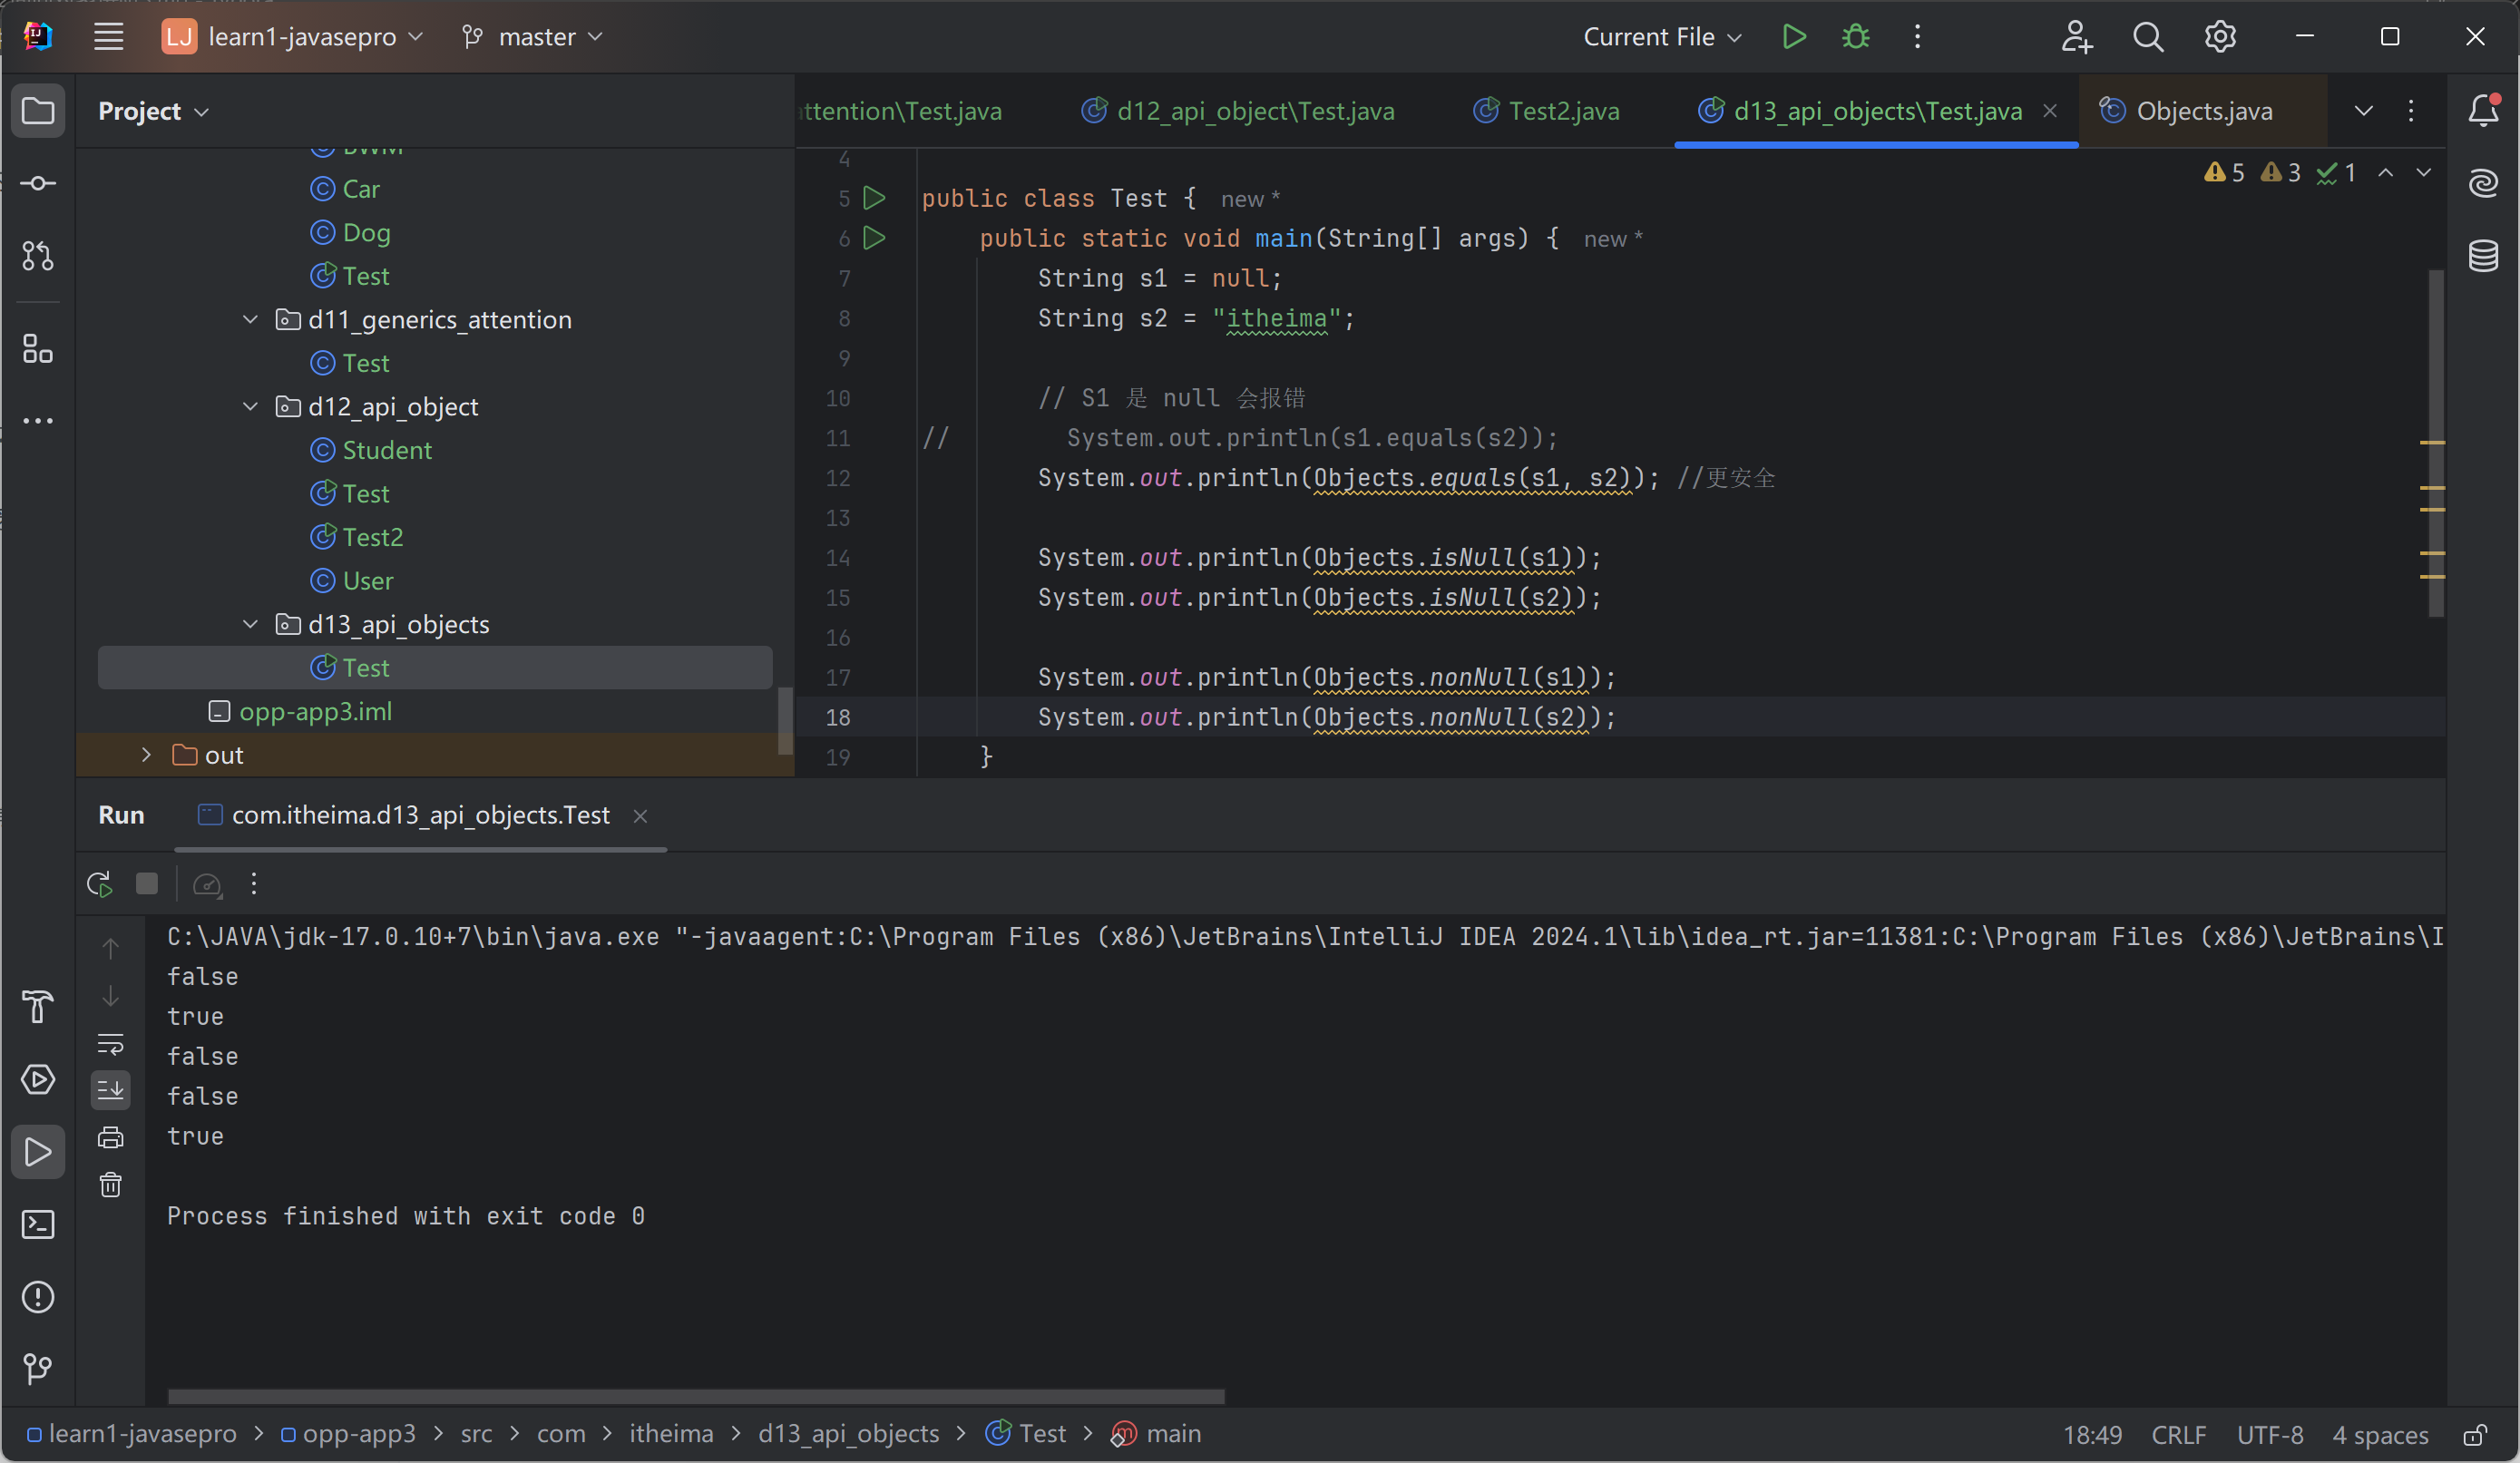 LJ learn1-javasepro master Current File
Project
ttention\Test.java d12_api_object\Test.java Test2.java d13_api_objects\Test.java Objects.java
BWM
Car
Dog
Test
d11_generics_attention
Test
d12_api_object
Student
Test
Test2
User
d13_api_objects
Test
opp-app3.iml
out
5 3 1
4
5 public class Test { new *
6 public static void main(String[] args) { new *
7 String s1 = null;
8 String s2 = "itheima";
9
10 // S1 是 null 会报错
11 // System.out.println(s1.equals(s2));
12 System.out.println(Objects.equals(s1, s2)); //更安全
13
14 System.out.println(Objects.isNull(s1));
15 System.out.println(Objects.isNull(s2));
16
17 System.out.println(Objects.nonNull(s1));
18 System.out.println(Objects.nonNull(s2));
19 }
Run com.itheima.d13_api_objects.Test
C:\JAVA\jdk-17.0.10+7\bin\java.exe "-javaagent:C:\Program Files (x86)\JetBrains\IntelliJ IDEA 2024.1\lib\idea_rt.jar=11381:C:\Program Files (x86)\JetBrains\I
false
true
false
false
true
Process finished with exit code 0
learn1-javasepro > opp-app3 > src > com > itheima > d13_api_objects > Test > main 18:49 CRLF UTF-8 4 spaces